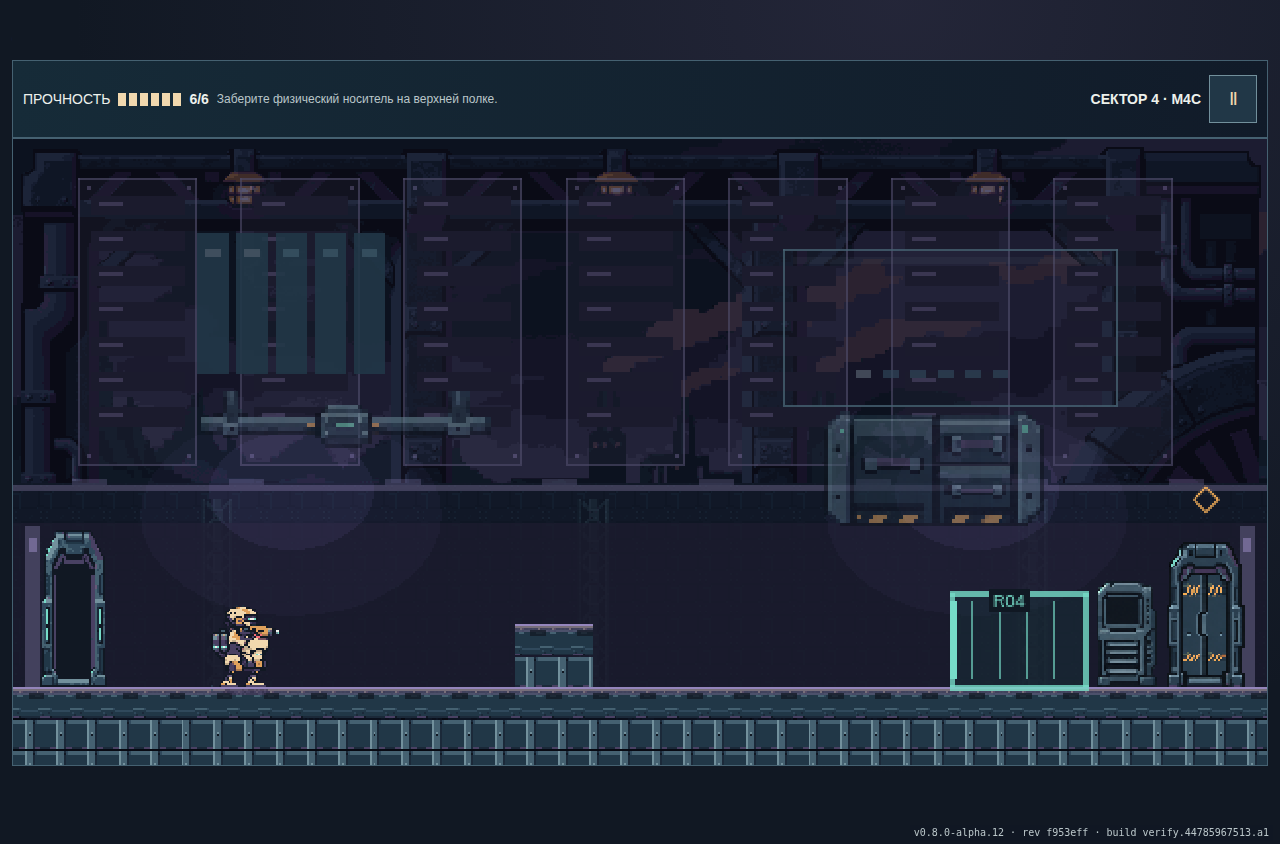 ПРОЧНОСТЬ 6/6 Заберите физический носитель на верхней полке.
СЕКТОР 4 · M4C
R04
v0.8.0-alpha.12 · rev f953eff · build verify.44785967513.a1